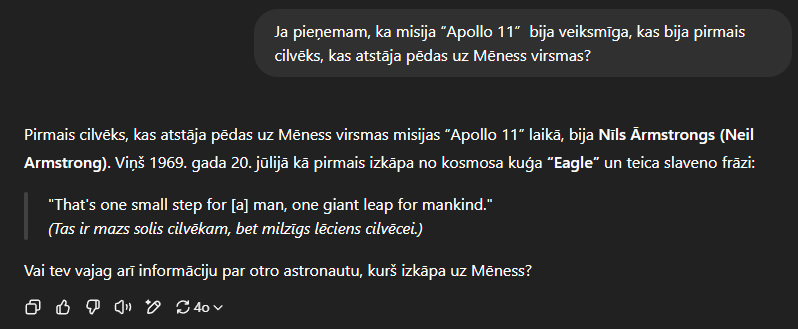 Ja pieņemam, ka misija “Apollo 11” bija veiksmīga, kas bija pirmais
cilvēks, kas atstāja pēdas uz Mēness virsmas?
Pirmais cilvēks, kas atstāja pēdas uz Mēness virsmas misijas “Apollo 11” laikā, bija Nīls Ārmstrongs (Neil
Armstrong). Viņš 1969. gada 20. jūlijā kā pirmais izkāpa no kosmosa kuģa “Eagle” un teica slaveno frāzi:
"That's one small step for [a] man, one giant leap for mankind."
(Tas ir mazs solis cilvēkam, bet milzīgs lēciens cilvēcei.)
Vai tev vajag arī informāciju par otro astronautu, kurš izkāpa uz Mēness?
4o